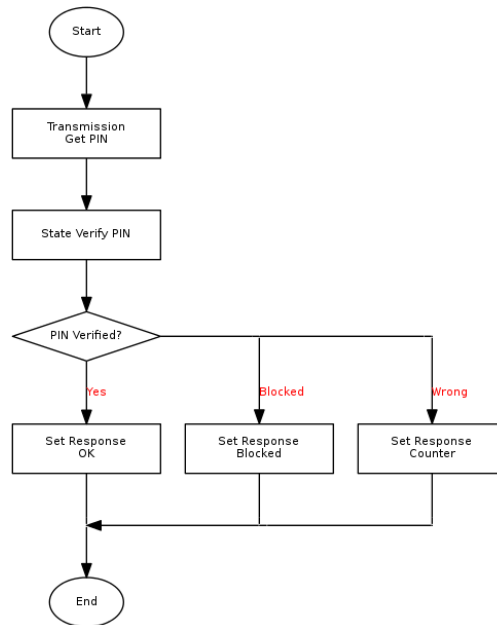 Start
Transmission
Get PIN
State Verify PIN
PIN Verified?
Yes
Blocked
Wrong
Set Response
OK
Set Response
Blocked
Set Response
Counter
End